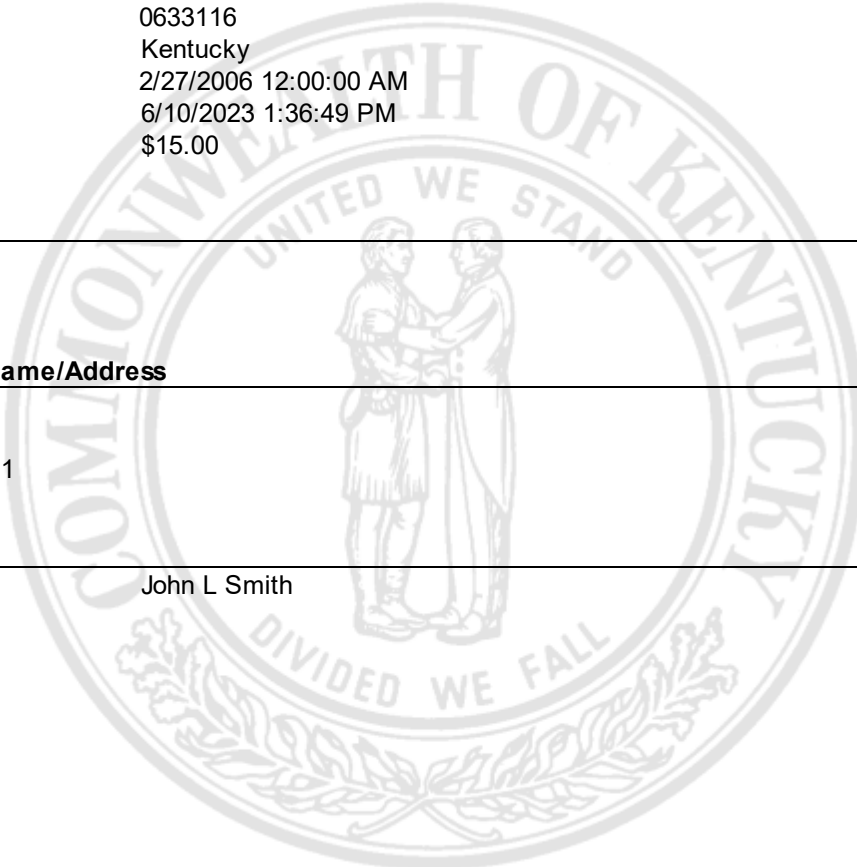 0633116
Kentucky
2/27/2006 12:00:00 AM
6/10/2023 1:36:49 PM
$15.00
COMMONWEALTH OF KENTUCKY
UNITED WE STAND
ame/Address
1
John L Smith
DIVIDED WE FALL